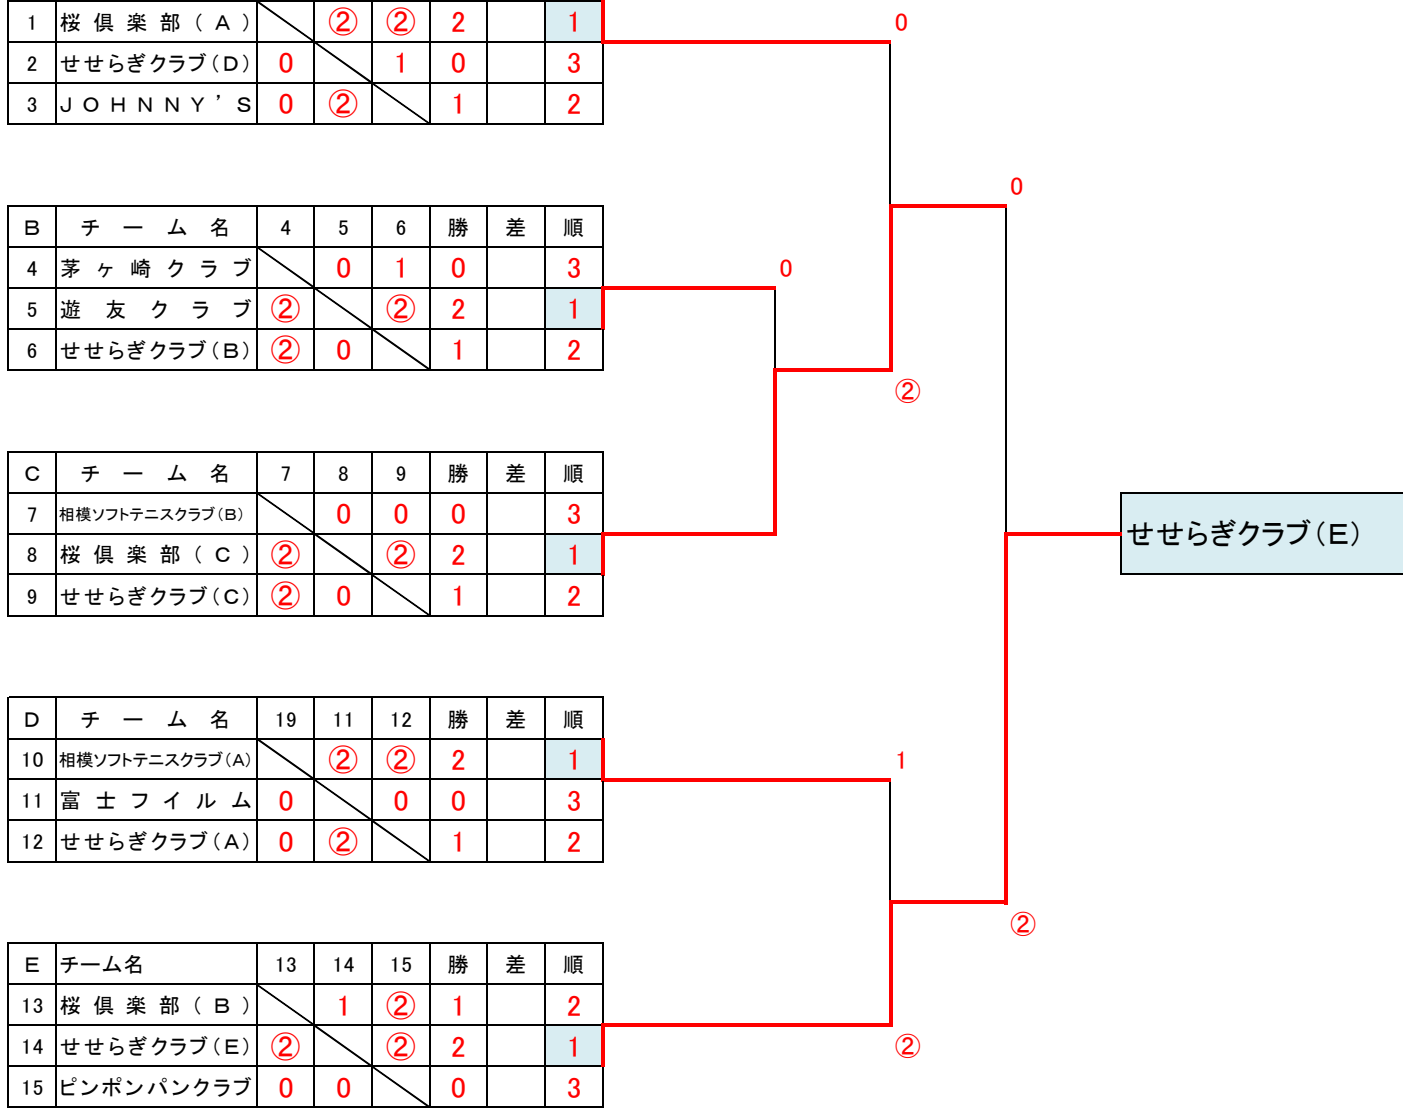 1 桜倶楽部(A) ② ② 2 1
2 せせらぎクラブ(D) 0 1 0 3
3 JOHNNY'S 0 ② 1 2
0
0
B チーム名 4 5 6 勝 差 順
4 茅ヶ崎クラブ 0 1 0 3
5 遊友クラブ ② ② 2 1
6 せせらぎクラブ(B) ② 0 1 2
0
②
C チーム名 7 8 9 勝 差 順
7 相模ソフトテニスクラブ(B) 0 0 0 3
8 桜倶楽部(C) ② ② 2 1
9 せせらぎクラブ(C) ② 0 1 2
せせらぎクラブ(E)
D チーム名 19 11 12 勝 差 順
10 相模ソフトテニスクラブ(A) ② ② 2 1
11 富士フイルム 0 0 0 3
12 せせらぎクラブ(A) 0 ② 1 2
1
②
E チーム名 13 14 15 勝 差 順
13 桜倶楽部(B) 1 ② 1 2
14 せせらぎクラブ(E) ② ② 2 1
15 ピンポンパンクラブ 0 0 0 3
②